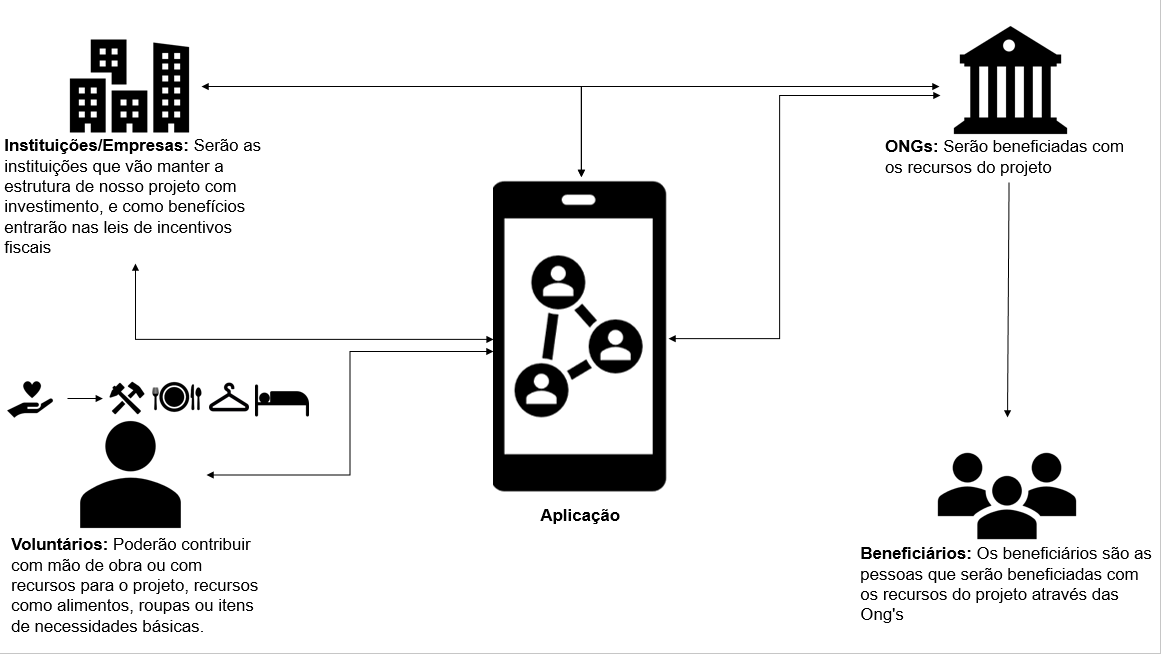 Instituições/Empresas: Serão as
instituições que vão manter a
estrutura de nosso projeto com
investimento, e como benefícios
entrarão nas leis de incentivos
fiscais
ONGs: Serão beneficiadas com
os recursos do projeto
Aplicação
Voluntários: Poderão contribuir
com mão de obra ou com
recursos para o projeto, recursos
como alimentos, roupas ou itens
de necessidades básicas.
Beneficiários: Os beneficiários são as
pessoas que serão beneficiadas com
os recursos do projeto através das
Ong's